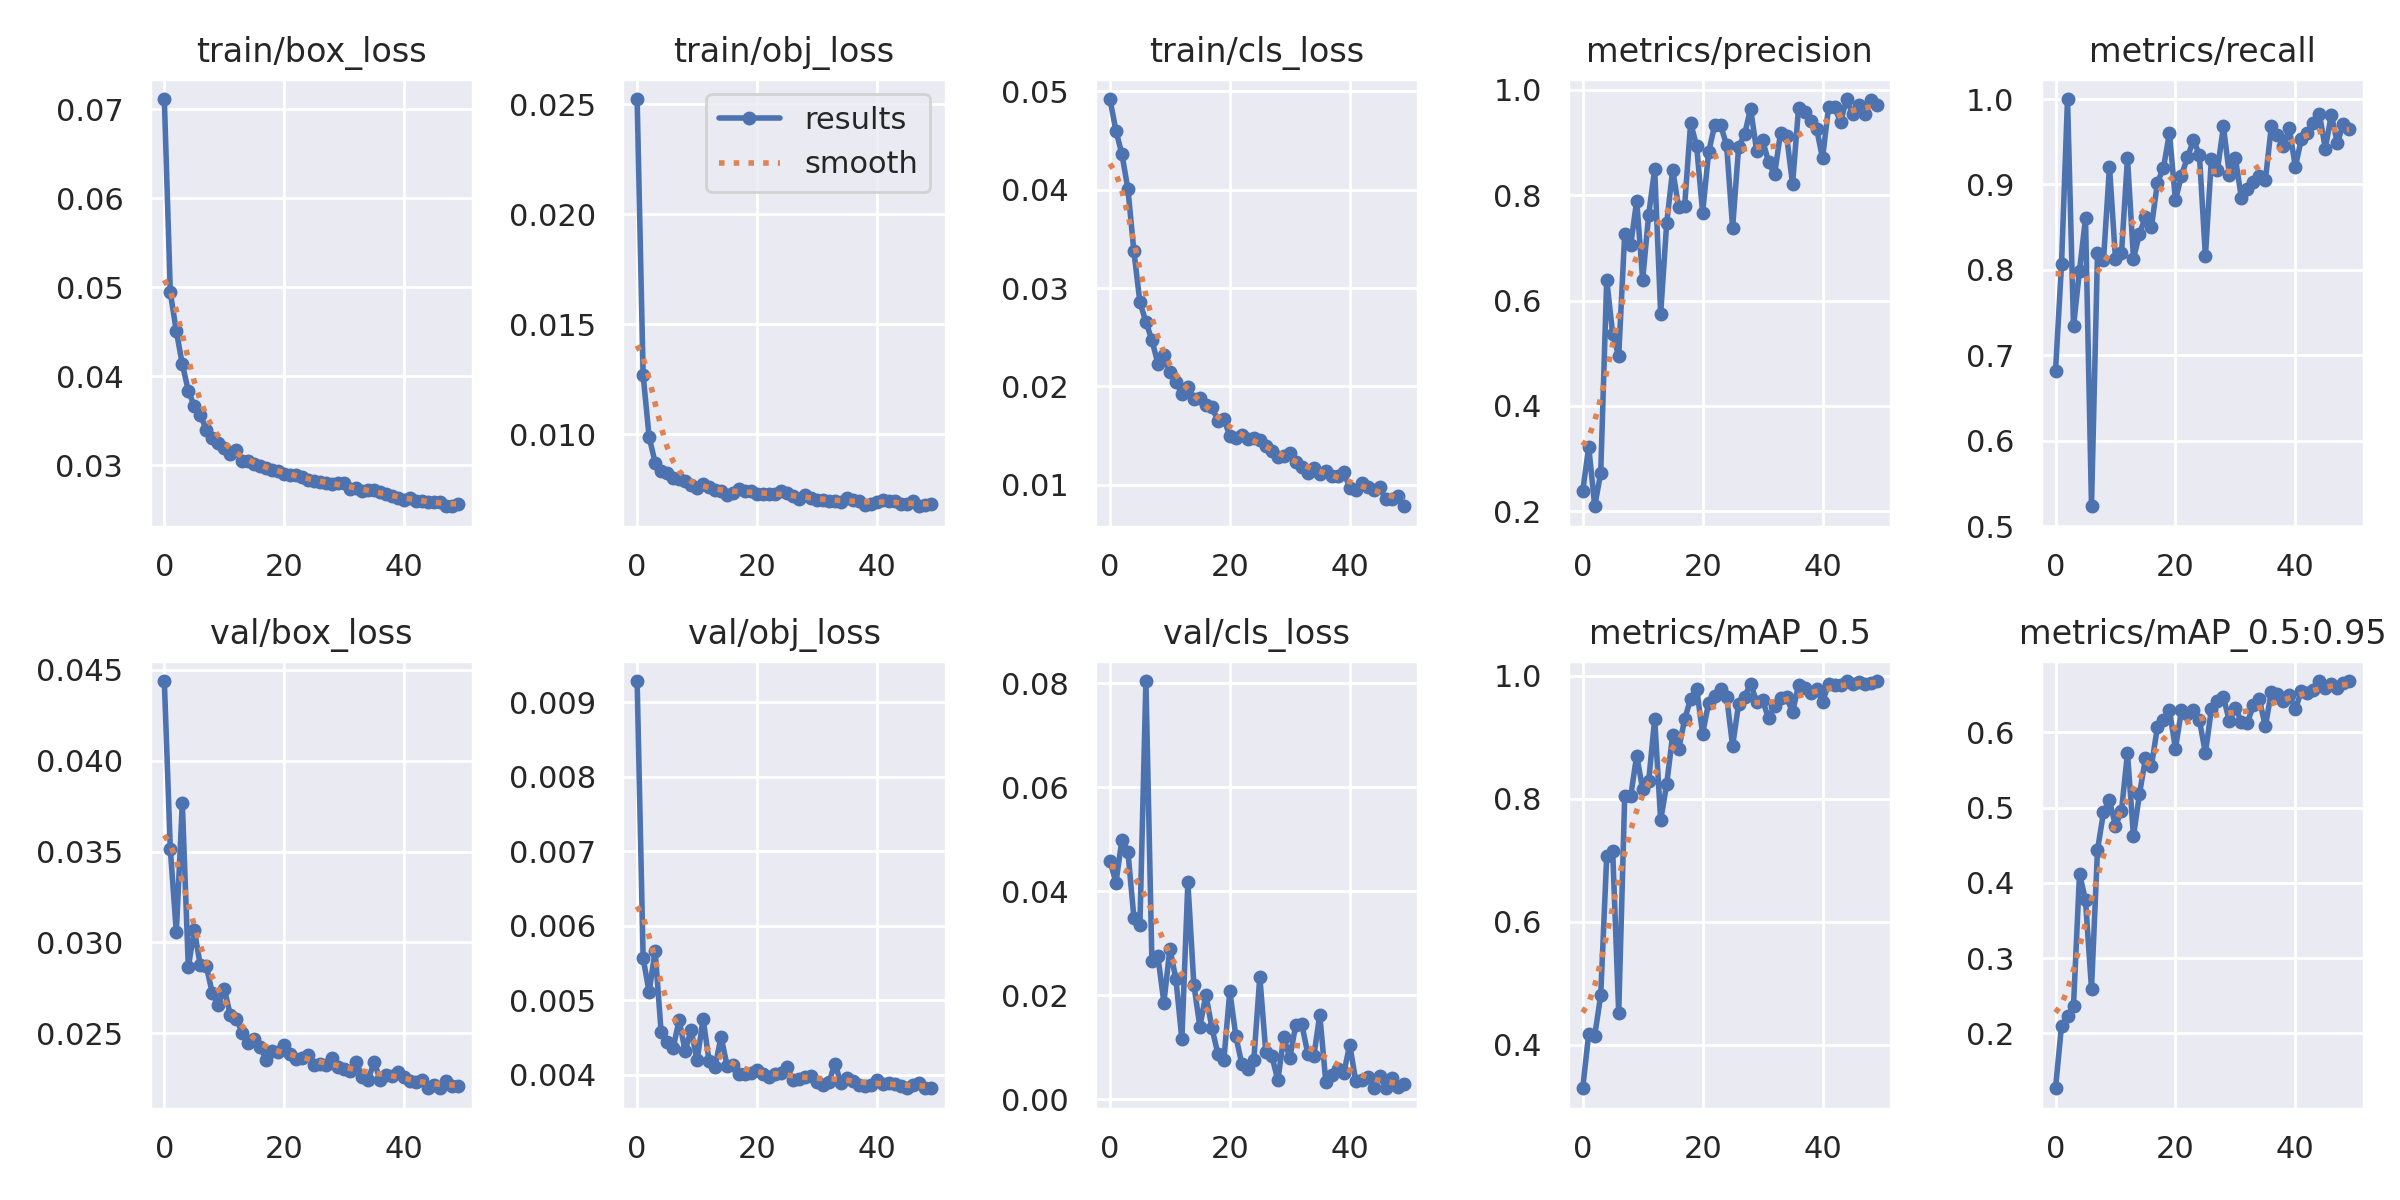 train/box_loss
train/obj_loss
train/cls_loss
metrics/precision
metrics/recall
0.07
0.06
0.05
0.04
0.03
0 20 40
0.025
0.020
0.015
0.010
results
smooth
0 20 40
0.05
0.04
0.03
0.02
0.01
0 20 40
1.0
0.8
0.6
0.4
0.2
0 20 40
1.0
0.9
0.8
0.7
0.6
0.5
0 20 40
val/box_loss
val/obj_loss
val/cls_loss
metrics/mAP_0.5
metrics/mAP_0.5:0.95
0.045
0.040
0.035
0.030
0.025
0 20 40
0.009
0.008
0.007
0.006
0.005
0.004
0 20 40
0.08
0.06
0.04
0.02
0.00
0 20 40
1.0
0.8
0.6
0.4
0 20 40
0.6
0.5
0.4
0.3
0.2
0 20 40